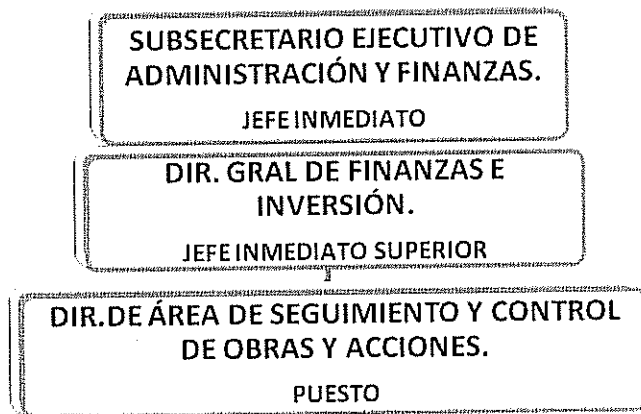 SUBSECRETARIO EJECUTIVO DE
ADMINISTRACIÓN Y FINANZAS.
JEFE INMEDIATO
DIR. GRAL DE FINANZAS E
INVERSIÓN.
JEFE INMEDIATO SUPERIOR
DIR.DE ÁREA DE SEGUIMIENTO Y CONTROL
DE OBRAS Y ACCIONES.
PUESTO